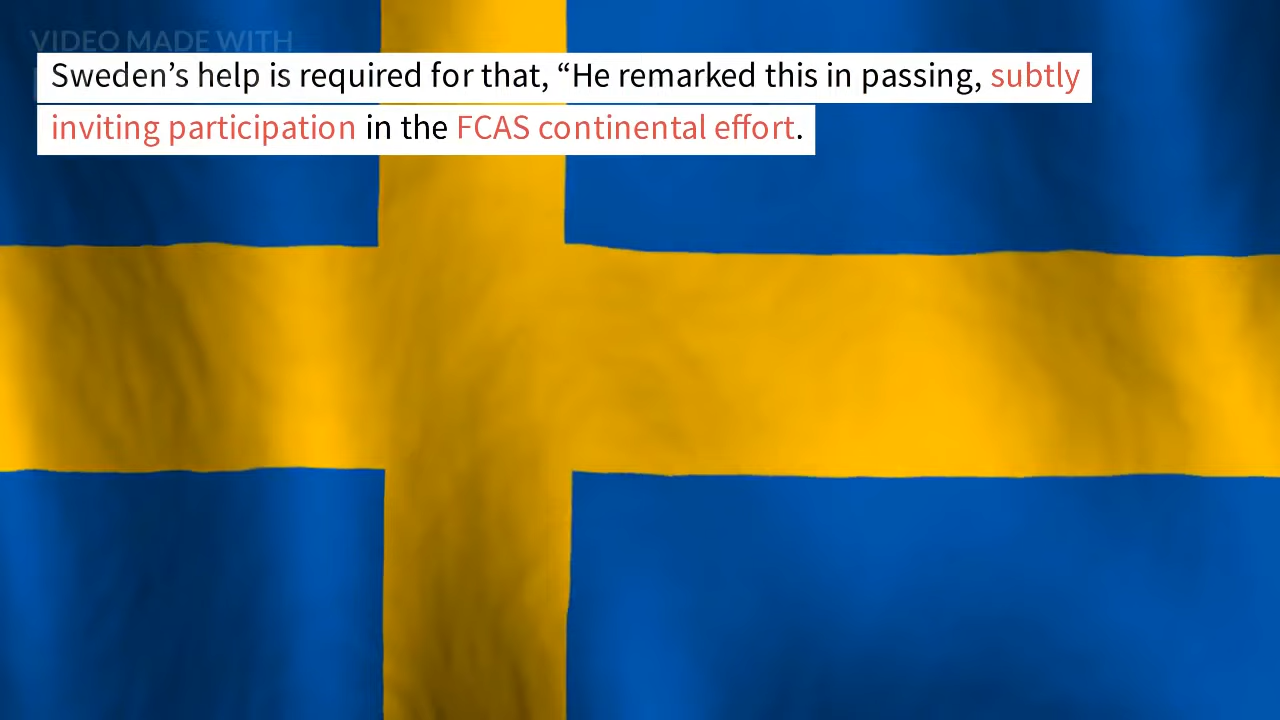 VIDEO MADE WITH
Sweden’s help is required for that, “He remarked this in passing, subtly
inviting participation in the FCAS continental effort.